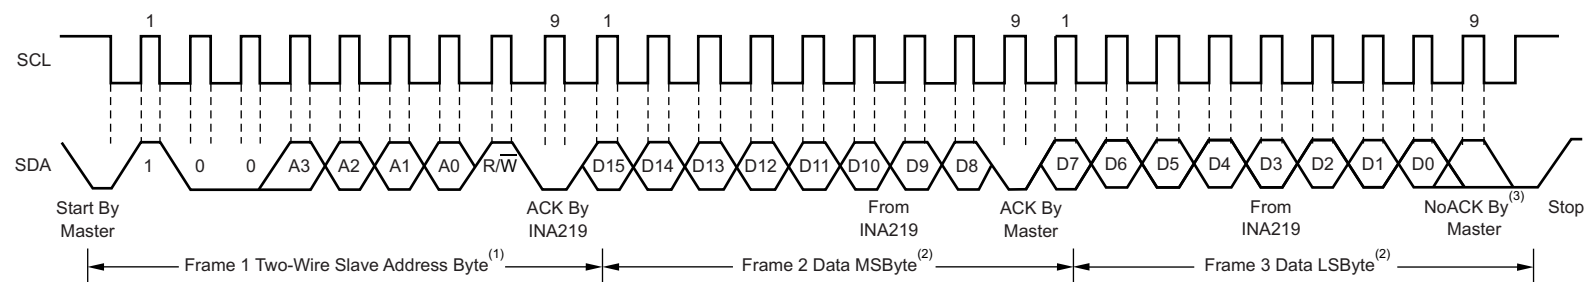 1 9 1 9 1 9
SCL
SDA
1 0 0 A3 A2 A1 A0 R/W̅ D15 D14 D13 D12 D11 D10 D9 D8 D7 D6 D5 D4 D3 D2 D1 D0
Start By
Master
ACK By
INA219
From
INA219
ACK By
Master
From
INA219
NoACK By(3)
Master
Stop
Frame 1 Two-Wire Slave Address Byte(1)
Frame 2 Data MSByte(2)
Frame 3 Data LSByte(2)